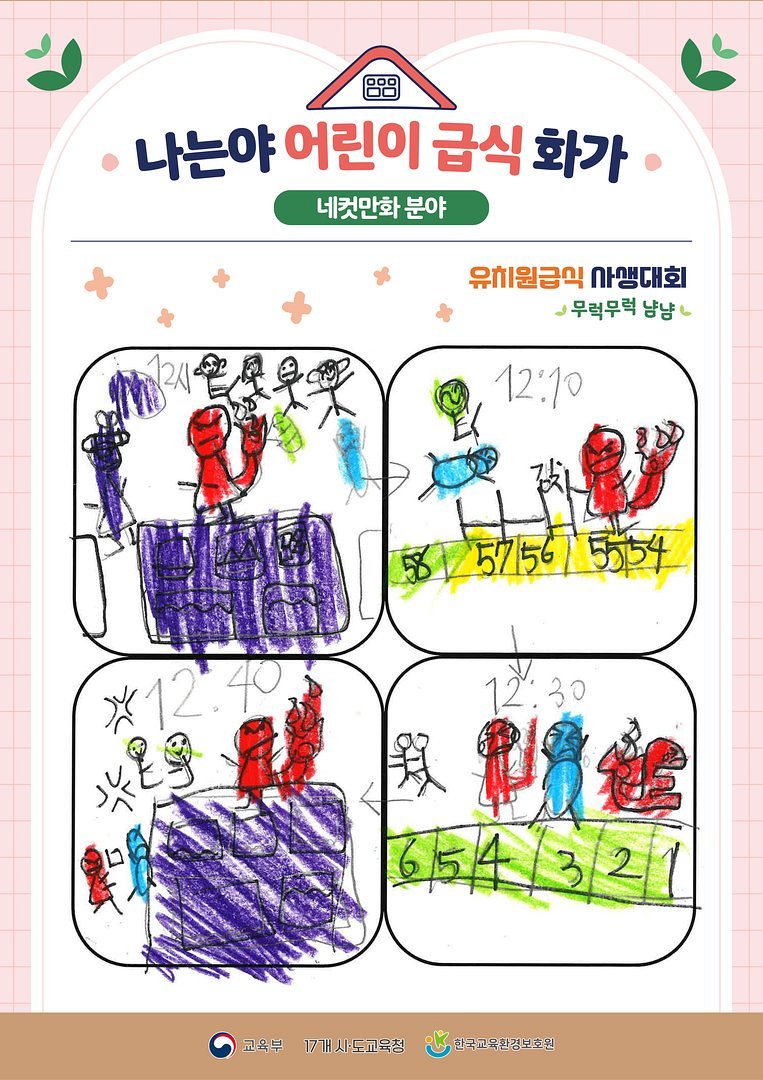 나는야 어린이 급식 화가
네컷만화 분야
유치원급식 사생대회
무럭무럭 냠냠
12시
12:10
김치
58 57 56 55 54
12:30
6 5 4 3 2 1
12:40
교육부 17개 시·도교육청 한국교육환경보호원